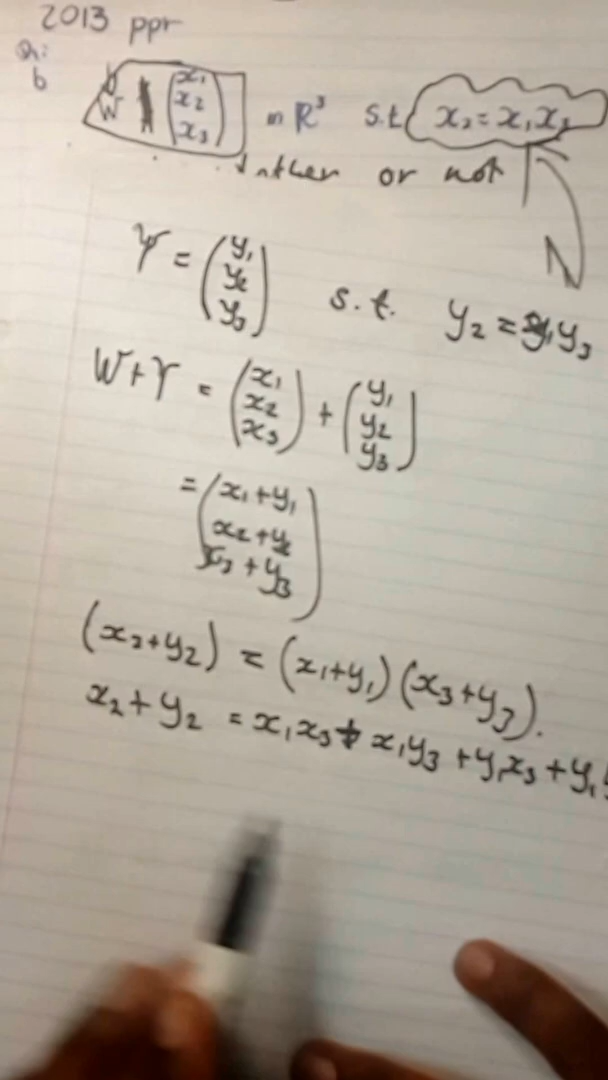 2013 ppr
Qn:
b
W (x₁ x₂ x₃) in R³ s.t x₂ = x₁x₃
or not
Y = (y₁ y₂ y₃) s.t. y₂ = y₁y₃
W+Y = (x₁ x₂ x₃) + (y₁ y₂ y₃)
= (x₁+y₁ x₂+y₂ x₃+y₃)
(x₂+y₂) = (x₁+y₁)(x₃+y₃).
x₂+y₂ = x₁x₃ + x₁y₃ + y₁x₃ + y₁